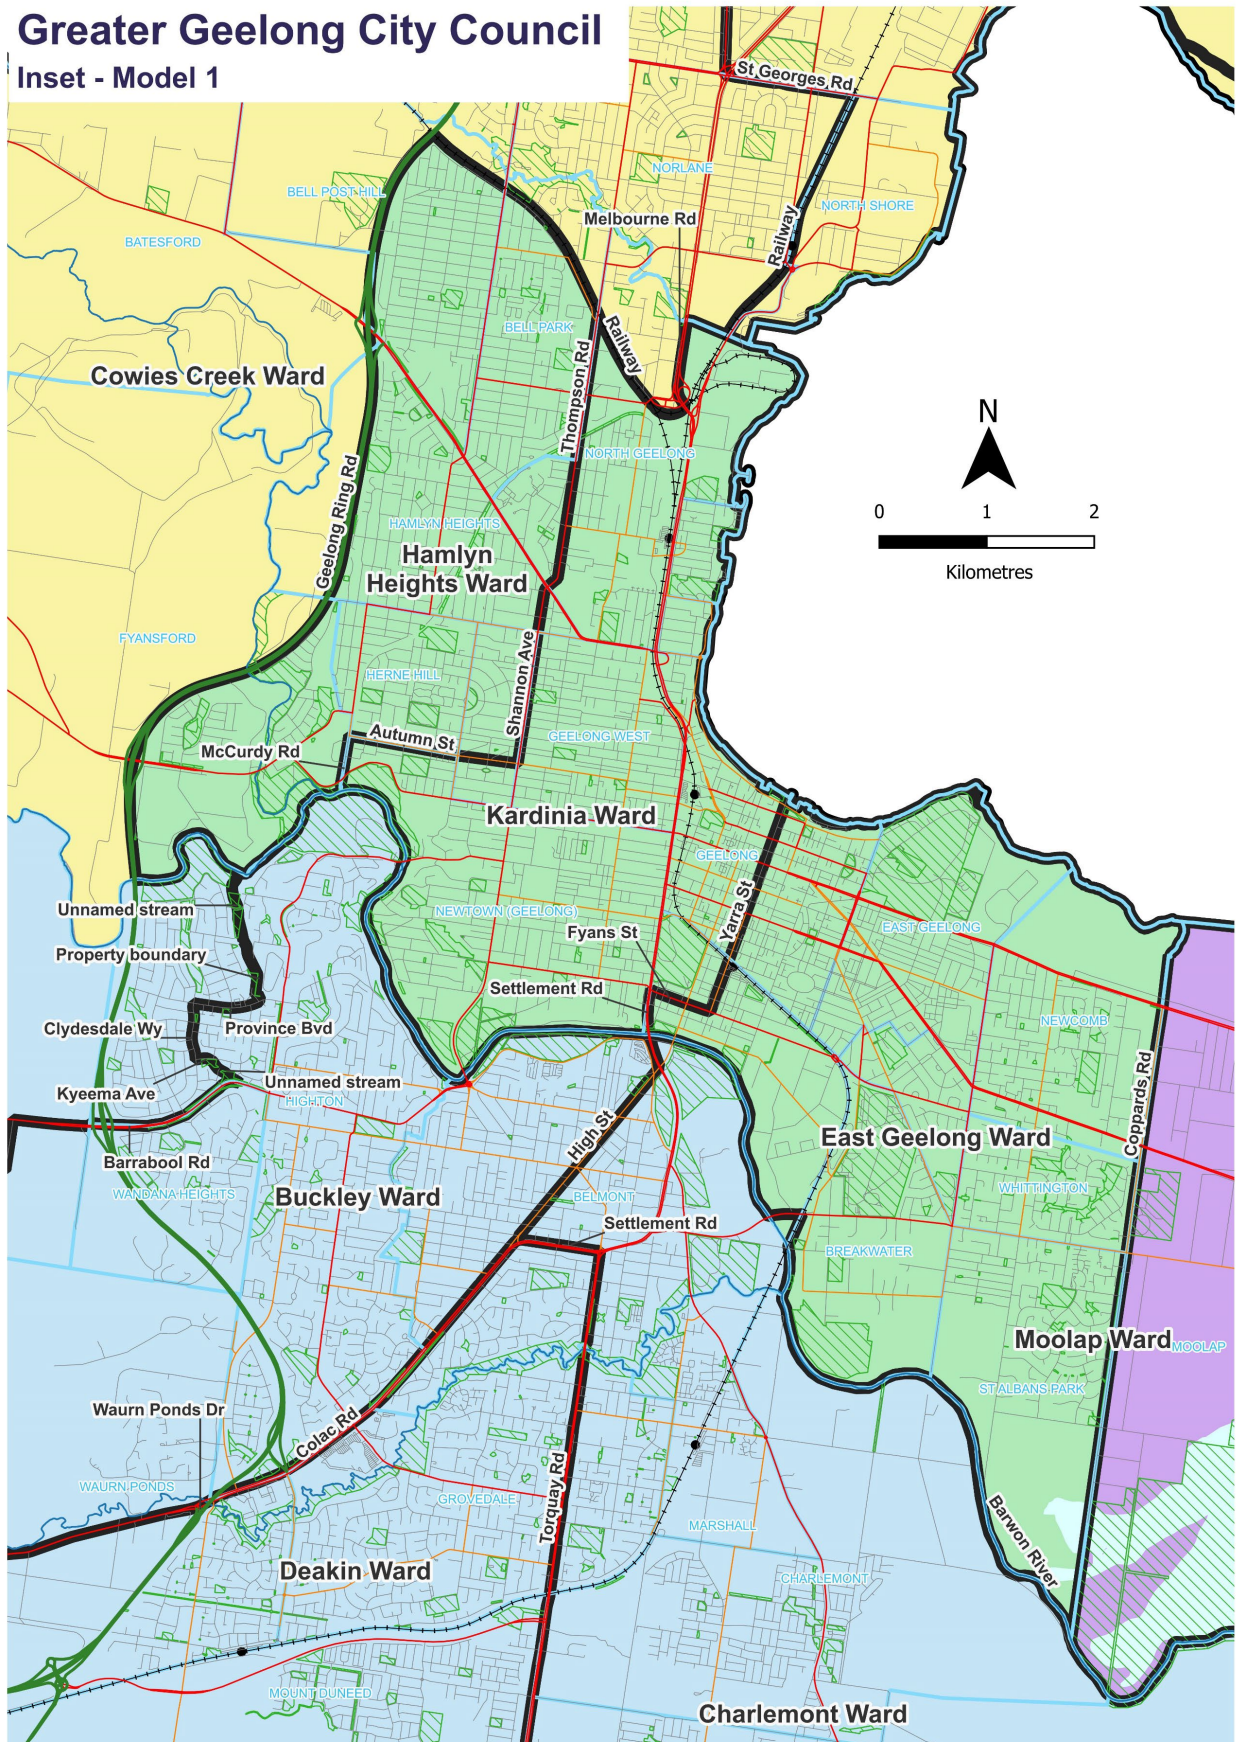 Greater Geelong City Council
Inset - Model 1
St Georges Rd
NORLANE
BELL POST HILL
NORTH SHORE
Melbourne Rd
Railway
BATESFORD
BELL PARK
Railway
Thompson Rd
Cowies Creek Ward
N
NORTH GEELONG
Geelong Ring Rd
0 1 2
Kilometres
HAMLYN HEIGHTS
Hamlyn
Heights Ward
FYANSFORD
HERNE HILL
Shannon Ave
Autumn St
GEELONG WEST
McCurdy Rd
Kardinia Ward
GEELONG
Unnamed stream
NEWTOWN (GEELONG)
Yarra St
Fyans St
EAST GEELONG
Property boundary
Settlement Rd
Clydesdale Wy
Province Bvd
NEWCOMB
Unnamed stream
Kyeema Ave
HIGHTON
Coppards Rd
High St
East Geelong Ward
Barrabool Rd
WANDANA HEIGHTS
Buckley Ward
BELMONT
WHITTINGTON
Settlement Rd
BREAKWATER
Moolap Ward
MOOLAP
ST ALBANS PARK
Waurn Ponds Dr
Colac Rd
WAURN PONDS
GROVEDALE
Torquay Rd
MARSHALL
Barwon River
Deakin Ward
CHARLEMONT
MOUNT DUNEED
Charlemont Ward